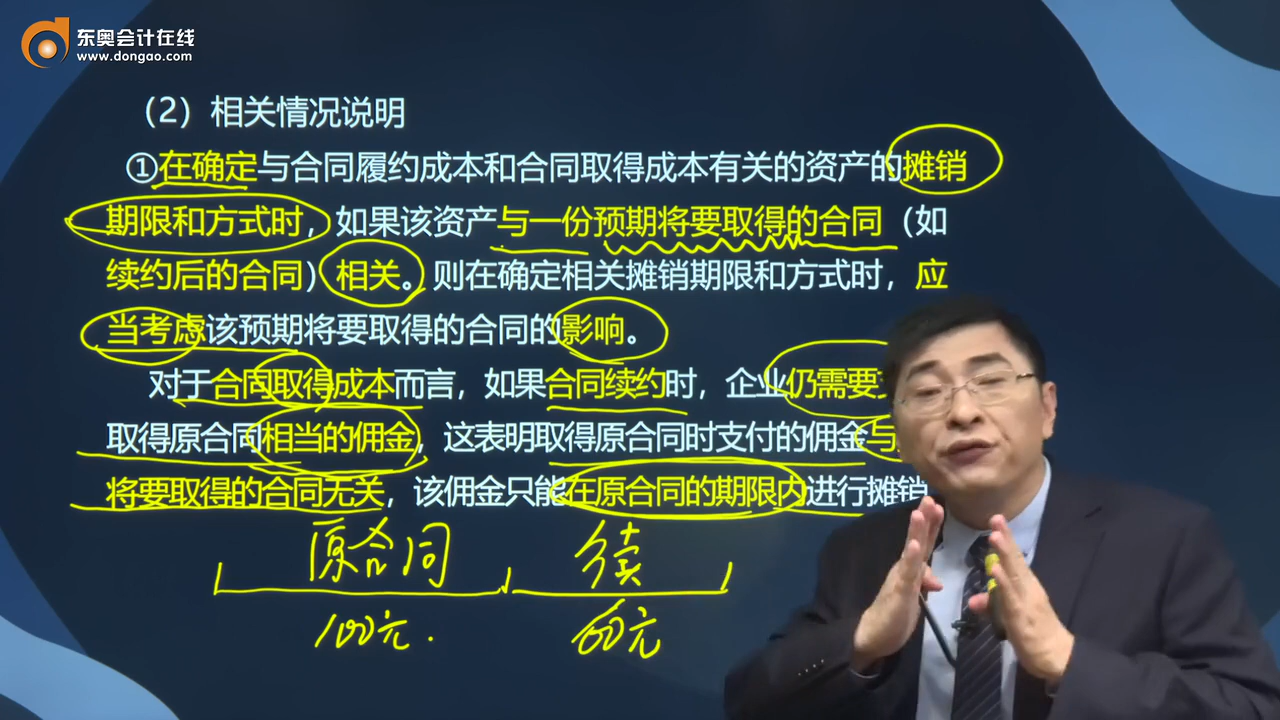 东奥会计在线
www.dongao.com
（2）相关情况说明
①在确定与合同履约成本和合同取得成本有关的资产的摊销
期限和方式时，如果该资产与一份预期将要取得的合同（如
续约后的合同）相关。则在确定相关摊销期限和方式时，应
当考虑该预期将要取得的合同的影响。
对于合同取得成本而言，如果合同续约时，企业仍需要
取得原合同相当的佣金，这表明取得原合同时支付的佣金与
将要取得的合同无关，该佣金只能在原合同的期限内进行摊销
原合同 续
100元. 60元